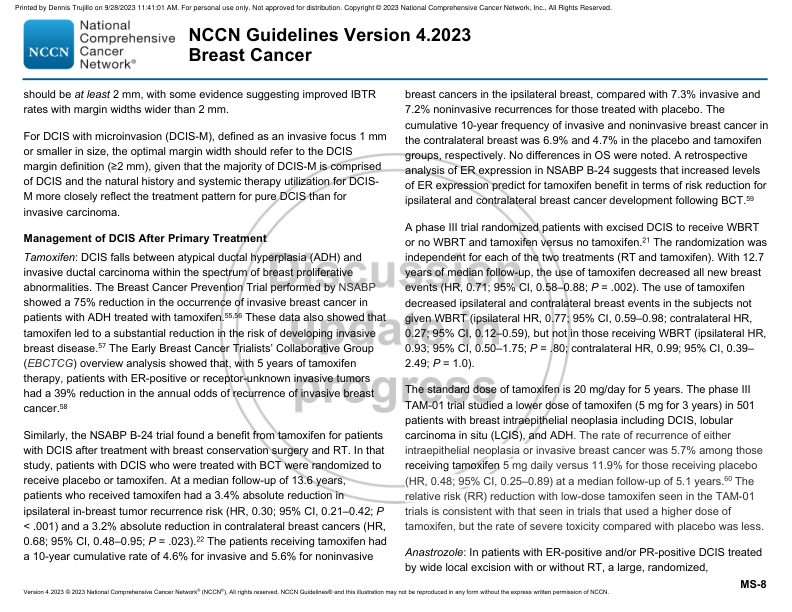 Printed by Dennis Trujillo on 9/28/2023 11:41:01 AM. For personal use only. Not approved for distribution. Copyright © 2023 National Comprehensive Cancer Network, Inc., All Rights Reserved.
NCCN
National
Comprehensive
Cancer
Network®
NCCN Guidelines Version 4.2023
Breast Cancer
should be at least 2 mm, with some evidence suggesting improved IBTR
rates with margin widths wider than 2 mm.
For DCIS with microinvasion (DCIS-M), defined as an invasive focus 1 mm
or smaller in size, the optimal margin width should refer to the DCIS
margin definition (≥2 mm), given that the majority of DCIS-M is comprised
of DCIS and the natural history and systemic therapy utilization for DCIS-
M more closely reflect the treatment pattern for pure DCIS than for
invasive carcinoma.
Management of DCIS After Primary Treatment
Tamoxifen: DCIS falls between atypical ductal hyperplasia (ADH) and
invasive ductal carcinoma within the spectrum of breast proliferative
abnormalities. The Breast Cancer Prevention Trial performed by NSABP
showed a 75% reduction in the occurrence of invasive breast cancer in
patients with ADH treated with tamoxifen.55,56 These data also showed that
tamoxifen led to a substantial reduction in the risk of developing invasive
breast disease.57 The Early Breast Cancer Trialists' Collaborative Group
(EBCTCG) overview analysis showed that, with 5 years of tamoxifen
therapy, patients with ER-positive or receptor-unknown invasive tumors
had a 39% reduction in the annual odds of recurrence of invasive breast
cancer.58
Similarly, the NSABP B-24 trial found a benefit from tamoxifen for patients
with DCIS after treatment with breast conservation surgery and RT. In that
study, patients with DCIS who were treated with BCT were randomized to
receive placebo or tamoxifen. At a median follow-up of 13.6 years,
patients who received tamoxifen had a 3.4% absolute reduction in
ipsilateral in-breast tumor recurrence risk (HR, 0.30; 95% CI, 0.21–0.42; P
< .001) and a 3.2% absolute reduction in contralateral breast cancers (HR,
0.68; 95% CI, 0.48–0.95; P = .023).22 The patients receiving tamoxifen had
a 10-year cumulative rate of 4.6% for invasive and 5.6% for noninvasive
breast cancers in the ipsilateral breast, compared with 7.3% invasive and
7.2% noninvasive recurrences for those treated with placebo. The
cumulative 10-year frequency of invasive and noninvasive breast cancer in
the contralateral breast was 6.9% and 4.7% in the placebo and tamoxifen
groups, respectively. No differences in OS were noted. A retrospective
analysis of ER expression in NSABP B-24 suggests that increased levels
of ER expression predict for tamoxifen benefit in terms of risk reduction for
ipsilateral and contralateral breast cancer development following BCT.59
A phase III trial randomized patients with excised DCIS to receive WBRT
or no WBRT and tamoxifen versus no tamoxifen.21 The randomization was
independent for each of the two treatments (RT and tamoxifen). With 12.7
years of median follow-up, the use of tamoxifen decreased all new breast
events (HR, 0.71; 95% CI, 0.58–0.88; P = .002). The use of tamoxifen
decreased ipsilateral and contralateral breast events in the subjects not
given WBRT (ipsilateral HR, 0.77; 95% CI, 0.59–0.98; contralateral HR,
0.27; 95% CI, 0.12–0.59), but not in those receiving WBRT (ipsilateral HR,
0.93; 95% CI, 0.50–1.75; P = .80; contralateral HR, 0.99; 95% CI, 0.39–
2.49; P = 1.0).
The standard dose of tamoxifen is 20 mg/day for 5 years. The phase III
TAM-01 trial studied a lower dose of tamoxifen (5 mg for 3 years) in 501
patients with breast intraepithelial neoplasia including DCIS, lobular
carcinoma in situ (LCIS), and ADH. The rate of recurrence of either
intraepithelial neoplasia or invasive breast cancer was 5.7% among those
receiving tamoxifen 5 mg daily versus 11.9% for those receiving placebo
(HR, 0.48; 95% CI, 0.25–0.89) at a median follow-up of 5.1 years.60 The
relative risk (RR) reduction with low-dose tamoxifen seen in the TAM-01
trials is consistent with that seen in trials that used a higher dose of
tamoxifen, but the rate of severe toxicity compared with placebo was less.
Anastrozole: In patients with ER-positive and/or PR-positive DCIS treated
by wide local excision with or without RT, a large, randomized,
Discussion
update in
progress
MS-8
Version 4.2023 © 2023 National Comprehensive Cancer Network® (NCCN®), All rights reserved. NCCN Guidelines® and this illustration may not be reproduced in any form without the express written permission of NCCN.